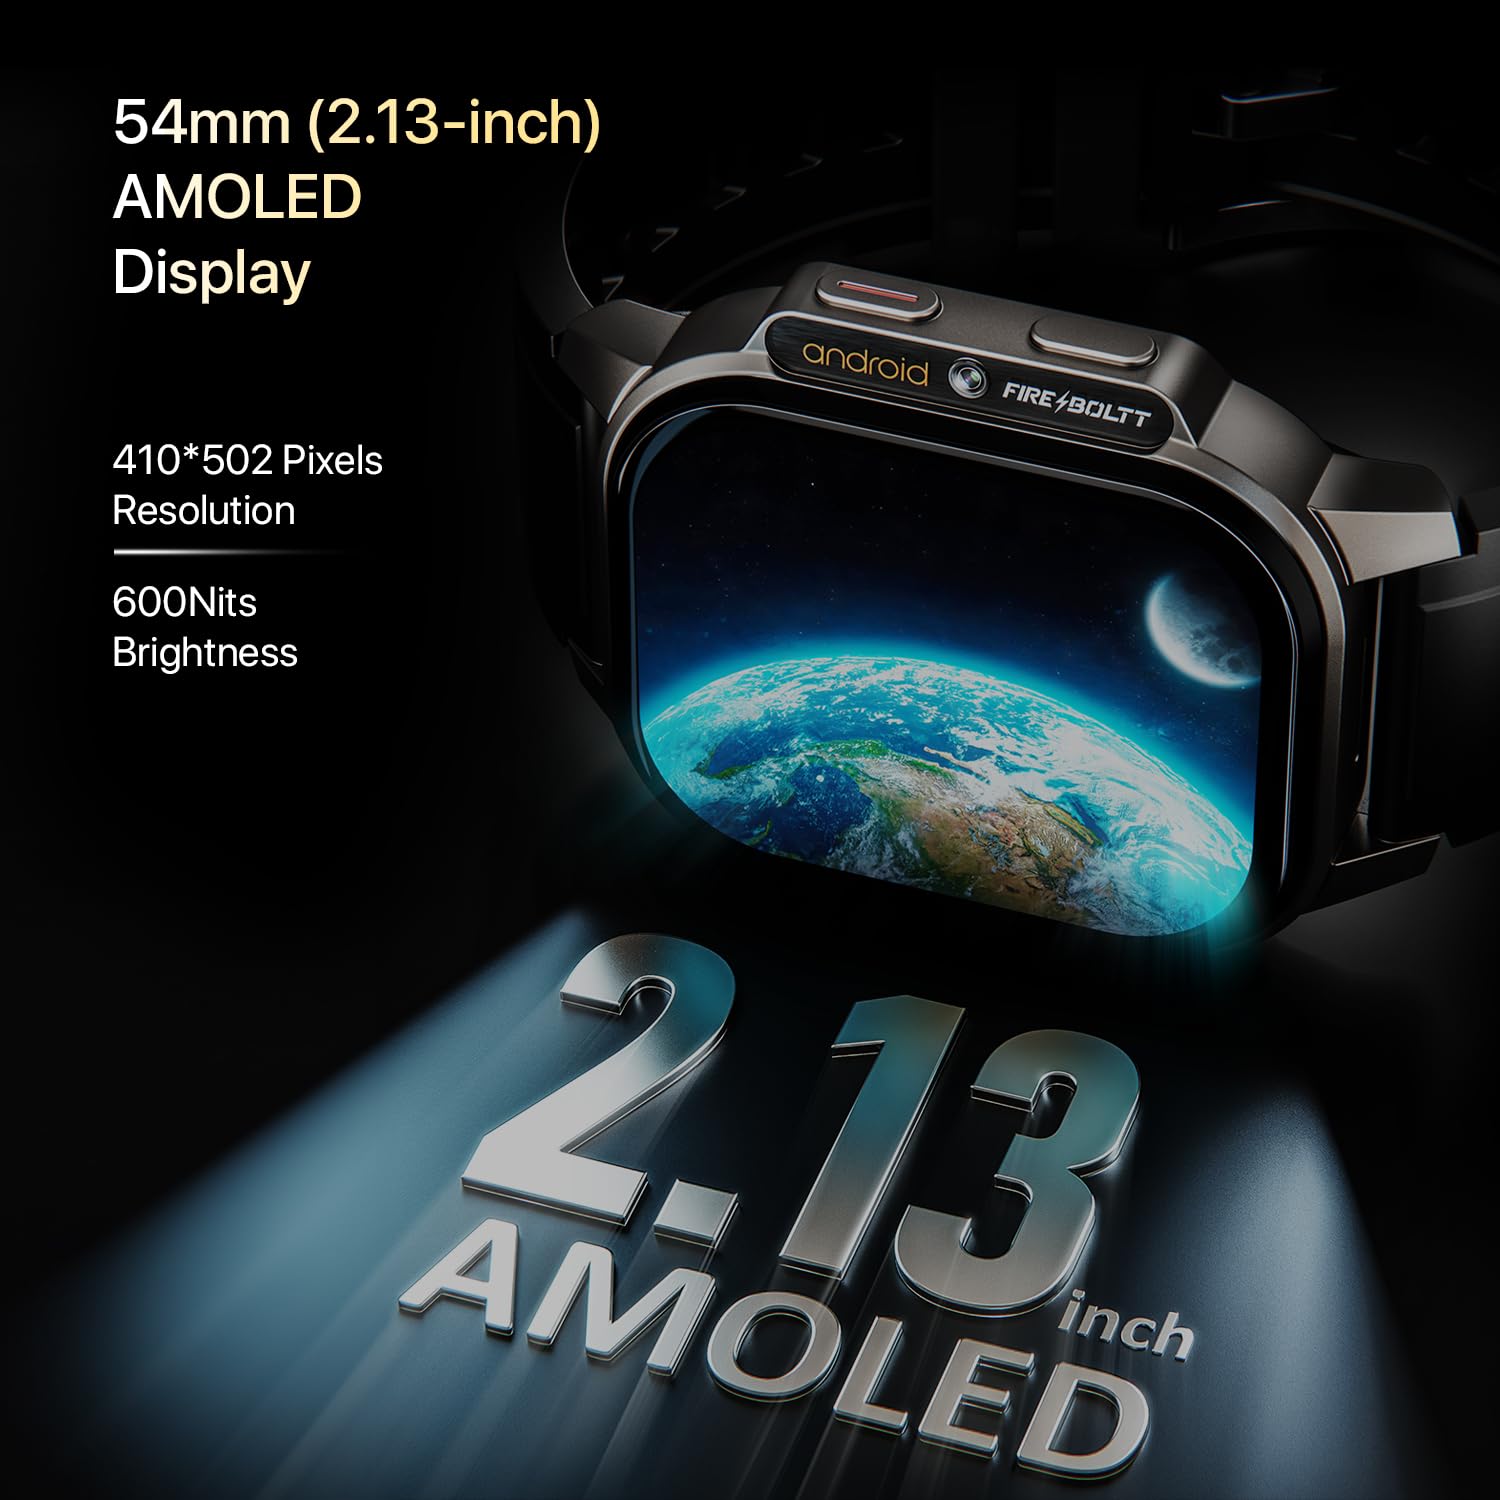 54mm (2.13-inch)
AMOLED
Display
android
FIRE BOLTT
410*502 Pixels
Resolution
600Nits
Brightness
2.13
inch
AMOLED